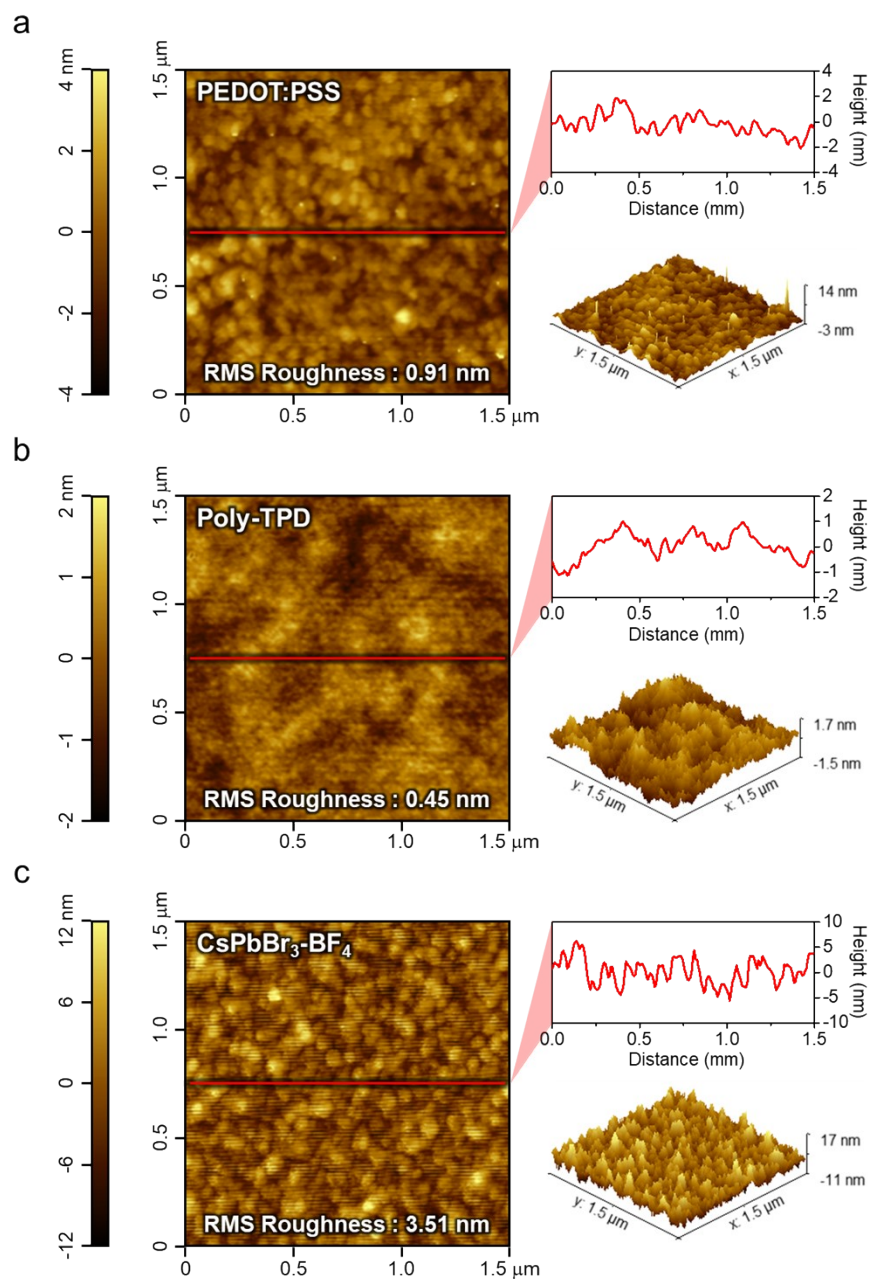 a
4 nm
2
0
-2
-4
1.5 μm
1.0
0.5
0
PEDOT:PSS
RMS Roughness : 0.91 nm
0
0.5
1.0
1.5 μm
4
2
0
-2
-4
Height (nm)
0.0
0.5
1.0
1.5
Distance (mm)
14 nm
-3 nm
y: 1.5 μm
x: 1.5 μm
b
2 nm
1
0
-1
-2
1.5 μm
1.0
0.5
0
Poly-TPD
RMS Roughness : 0.45 nm
0
0.5
1.0
1.5 μm
2
1
0
-1
-2
Height (nm)
0.0
0.5
1.0
1.5
Distance (mm)
1.7 nm
-1.5 nm
y: 1.5 μm
x: 1.5 μm
c
12 nm
6
0
-6
-12
1.5 μm
1.0
0.5
0
CsPbBr₃-BF₄
RMS Roughness : 3.51 nm
0
0.5
1.0
1.5 μm
10
5
0
-5
-10
Height (nm)
0.0
0.5
1.0
1.5
Distance (mm)
17 nm
-11 nm
y: 1.5 μm
x: 1.5 μm